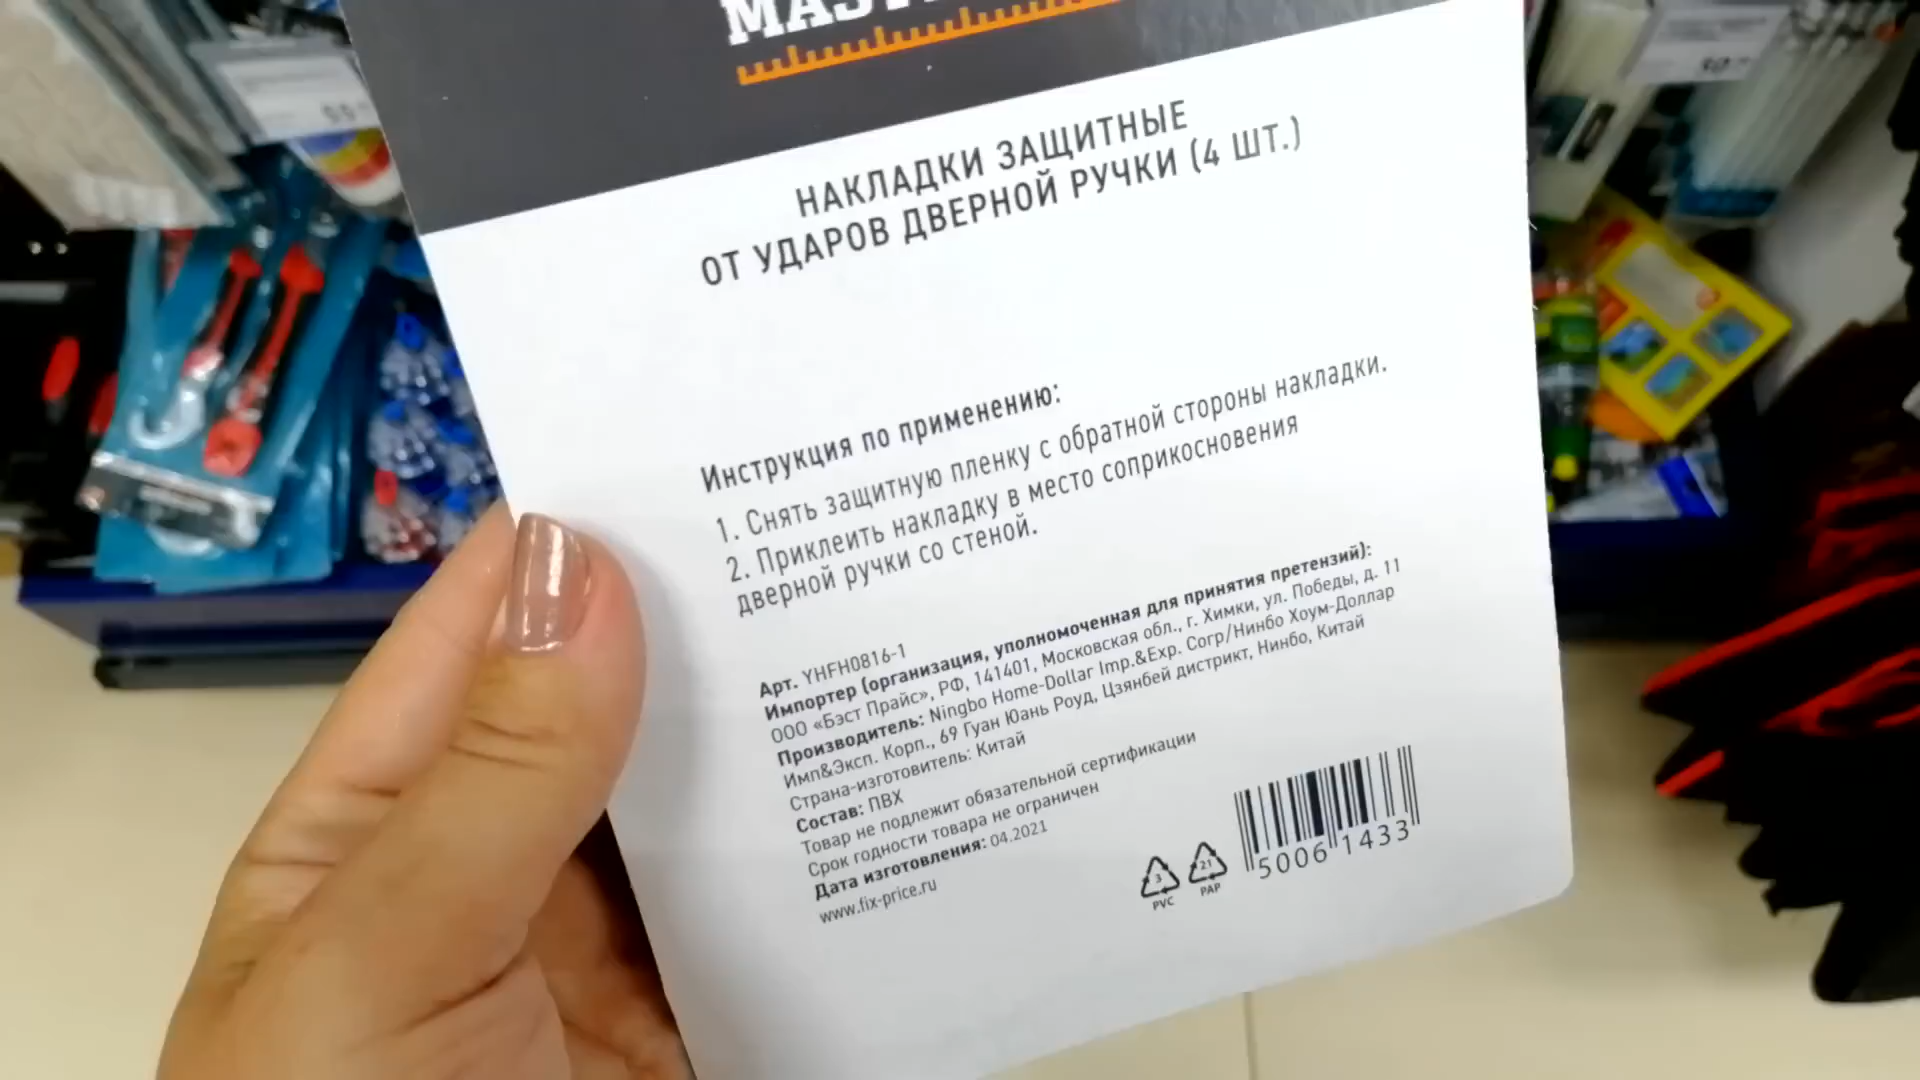 НАКЛАДКИ ЗАЩИТНЫЕ
ОТ УДАРОВ ДВЕРНОЙ РУЧКИ (4 ШТ.)
Инструкция по применению:
1. Снять защитную пленку с обратной стороны накладки.
2. Приклеить накладку в место соприкосновения
дверной ручки со стеной.
Арт. YHFH0816-1
Импортер (организация, уполномоченная для принятия претензий):
ООО «Бэст Прайс», РФ, 141401, Московская обл., г. Химки, ул. Победы, д. 11
Производитель: Ningbo Home-Dollar Imp.&Exp. Corp/Нинбо Хоум-Доллар
Имп&Эксп. Корп., 69 Гуан Юань Роуд, Цзянбей дистрикт, Нинбо, Китай
Страна-изготовитель: Китай
Состав: ПВХ
Товар не подлежит обязательной сертификации
Срок годности товара не ограничен
Дата изготовления: 04.2021
www.fix-price.ru
3
PVC
21
PAP
5006 1433